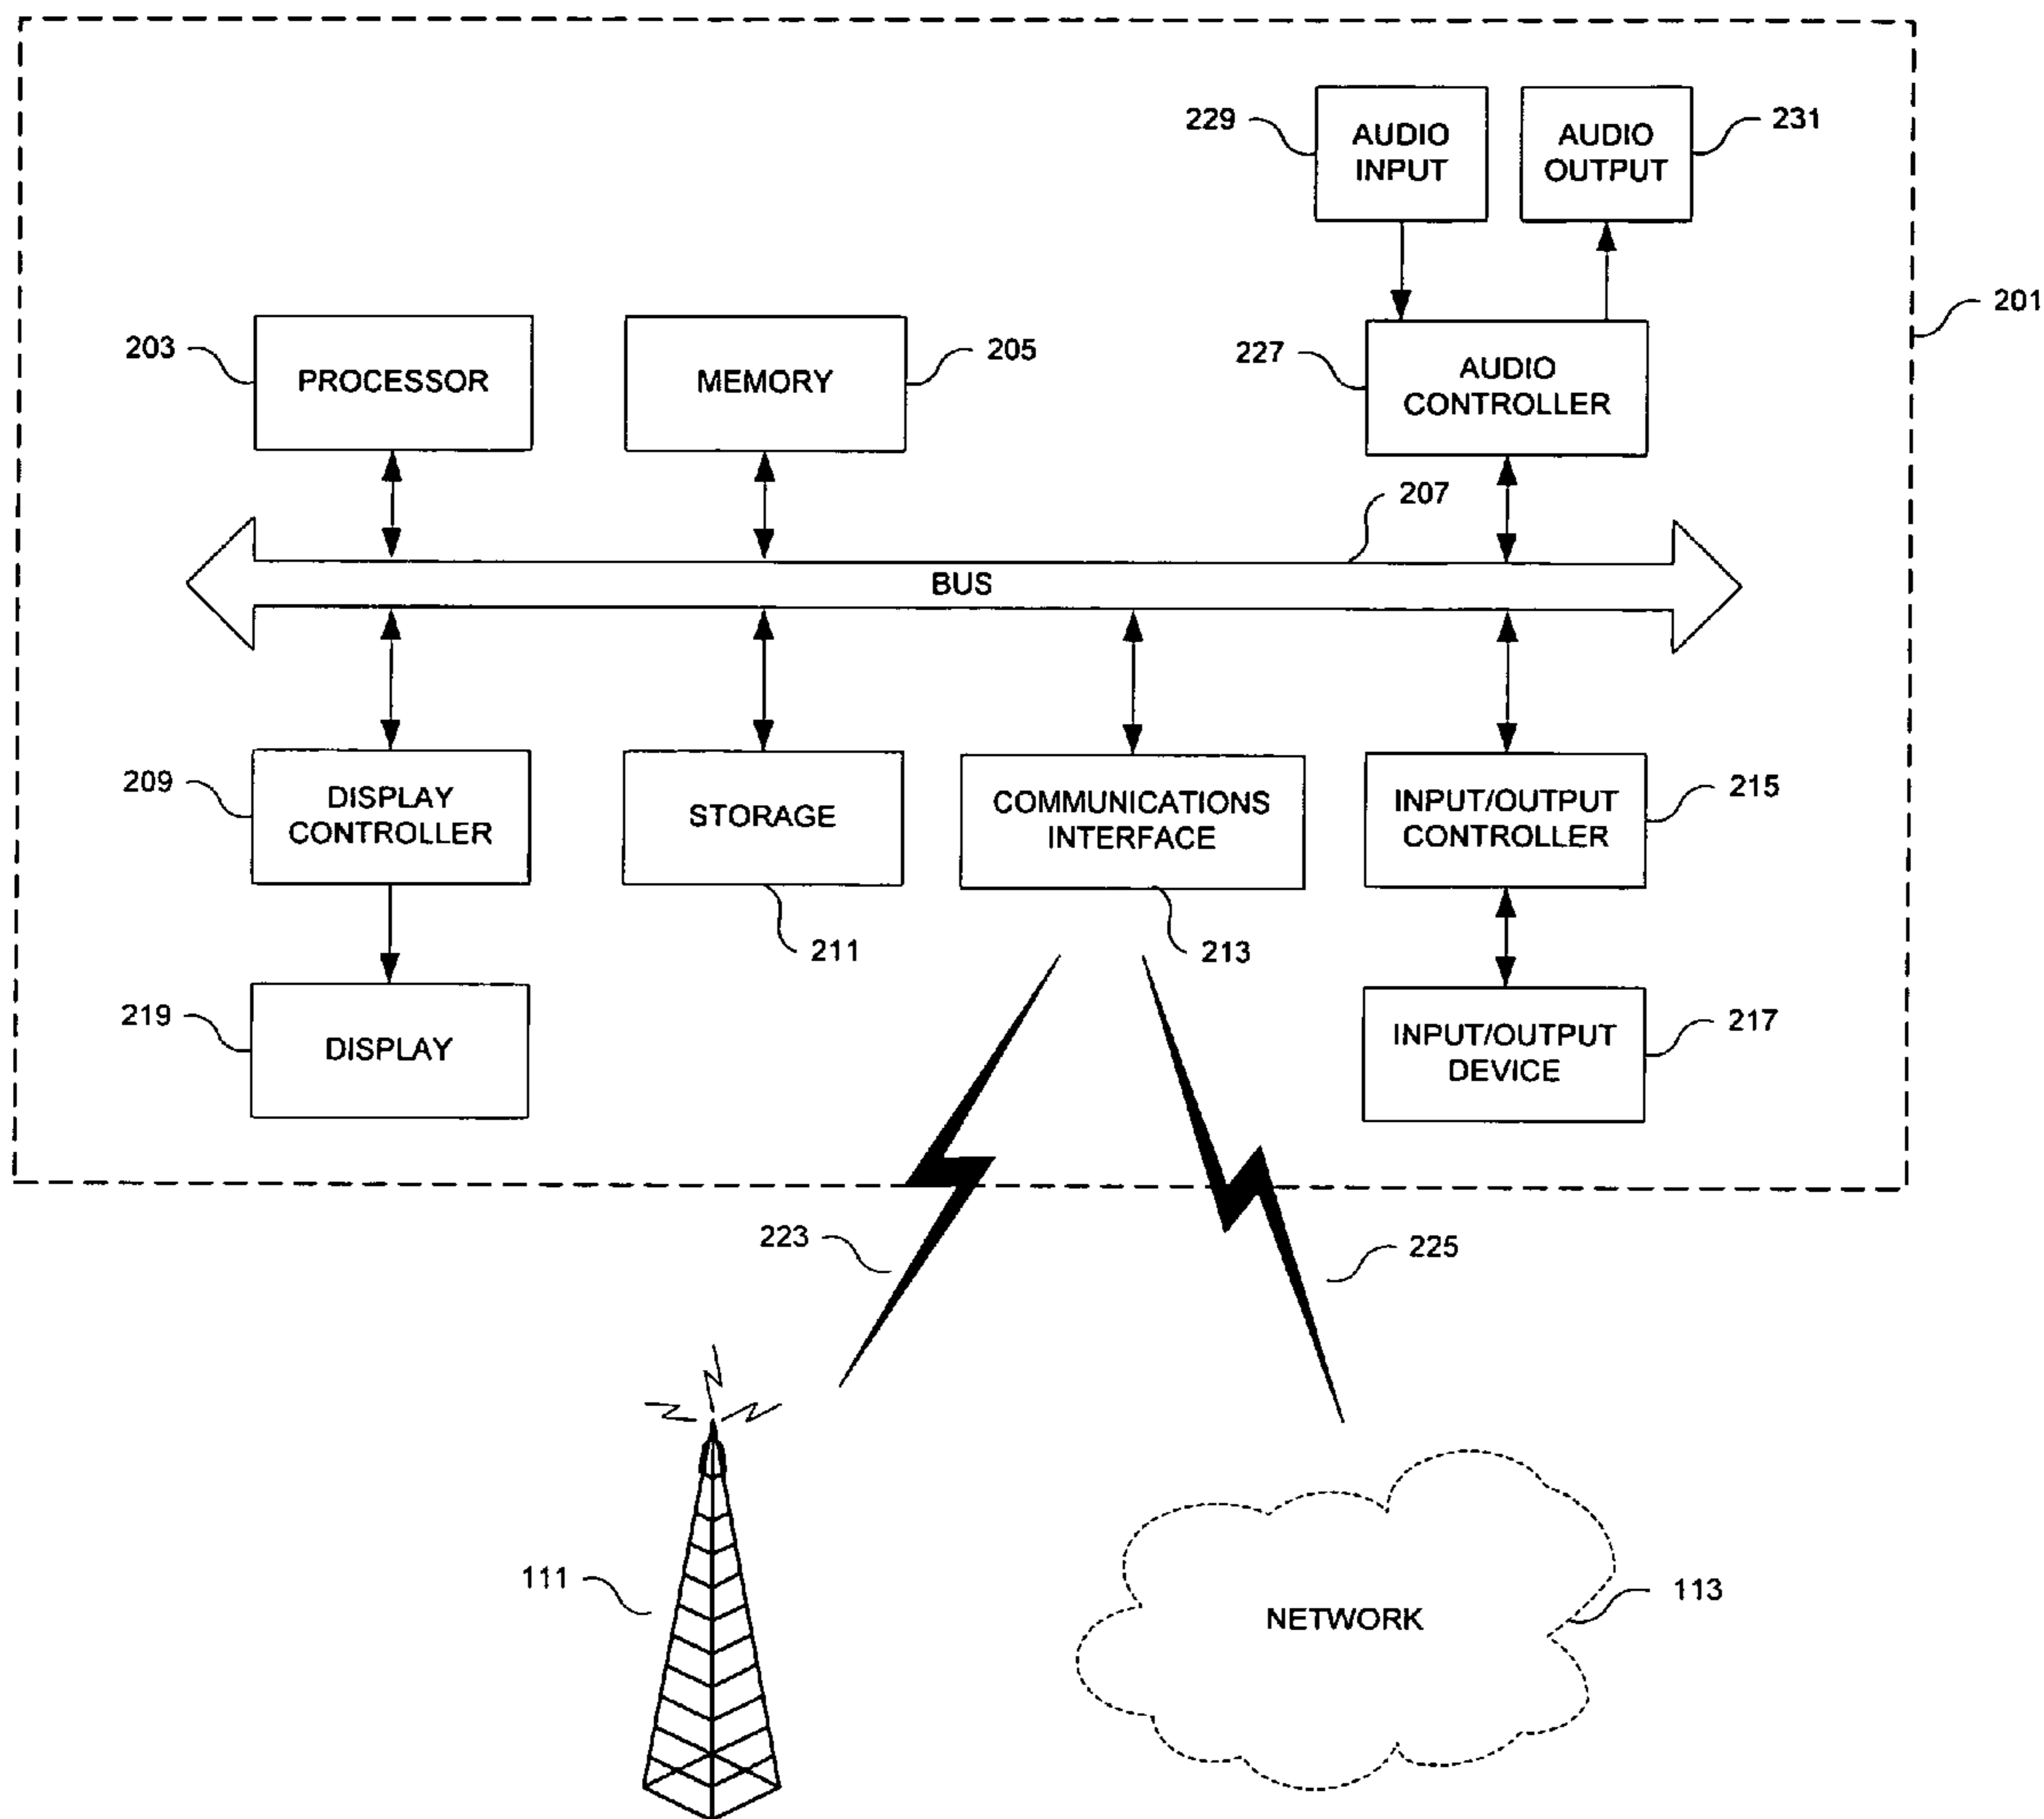 229
AUDIO
INPUT
AUDIO
OUTPUT
231
201
203
PROCESSOR
MEMORY
205
227
AUDIO
CONTROLLER
207
BUS
209
DISPLAY
CONTROLLER
STORAGE
COMMUNICATIONS
INTERFACE
INPUT/OUTPUT
CONTROLLER
215
211
213
219
DISPLAY
INPUT/OUTPUT
DEVICE
217
223
225
111
NETWORK
113